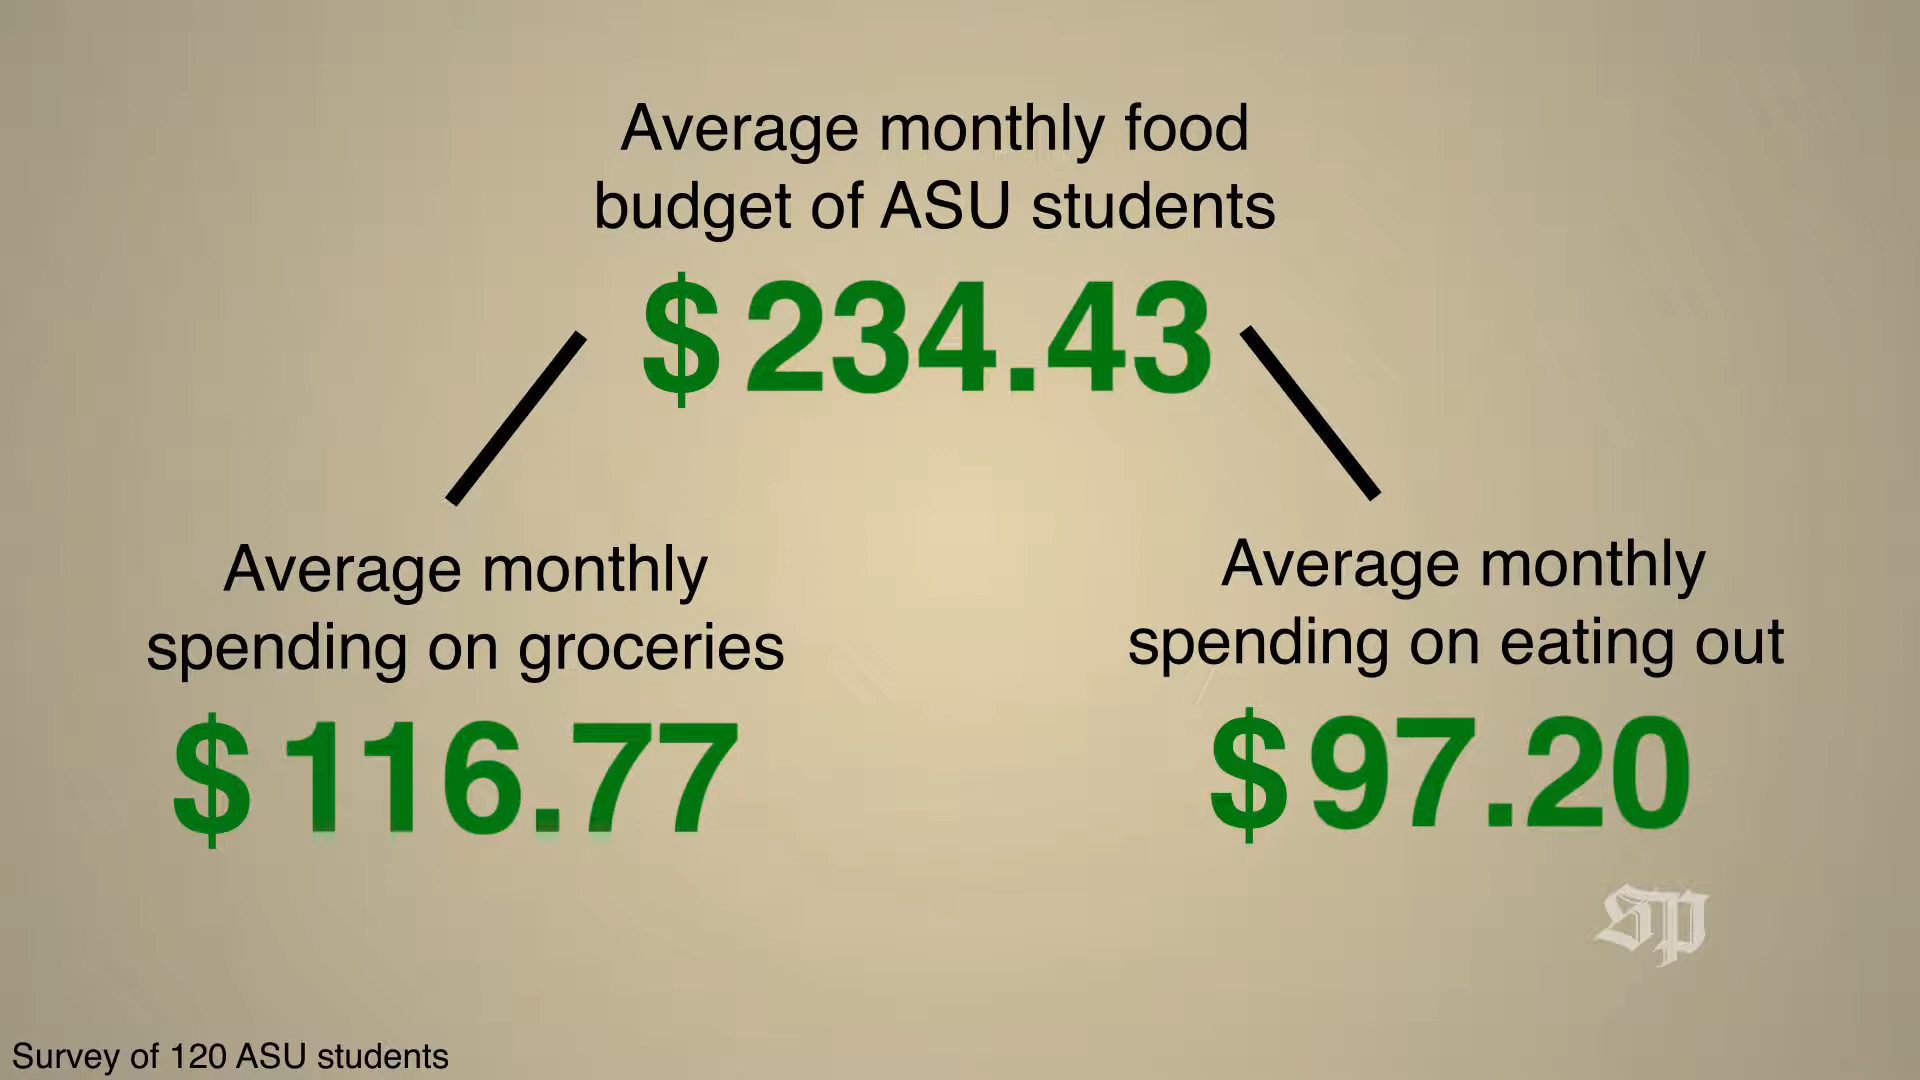 Average monthly food
budget of ASU students
$234.43
Average monthly
spending on groceries
$116.77
Average monthly
spending on eating out
$97.20
sp
Survey of 120 ASU students